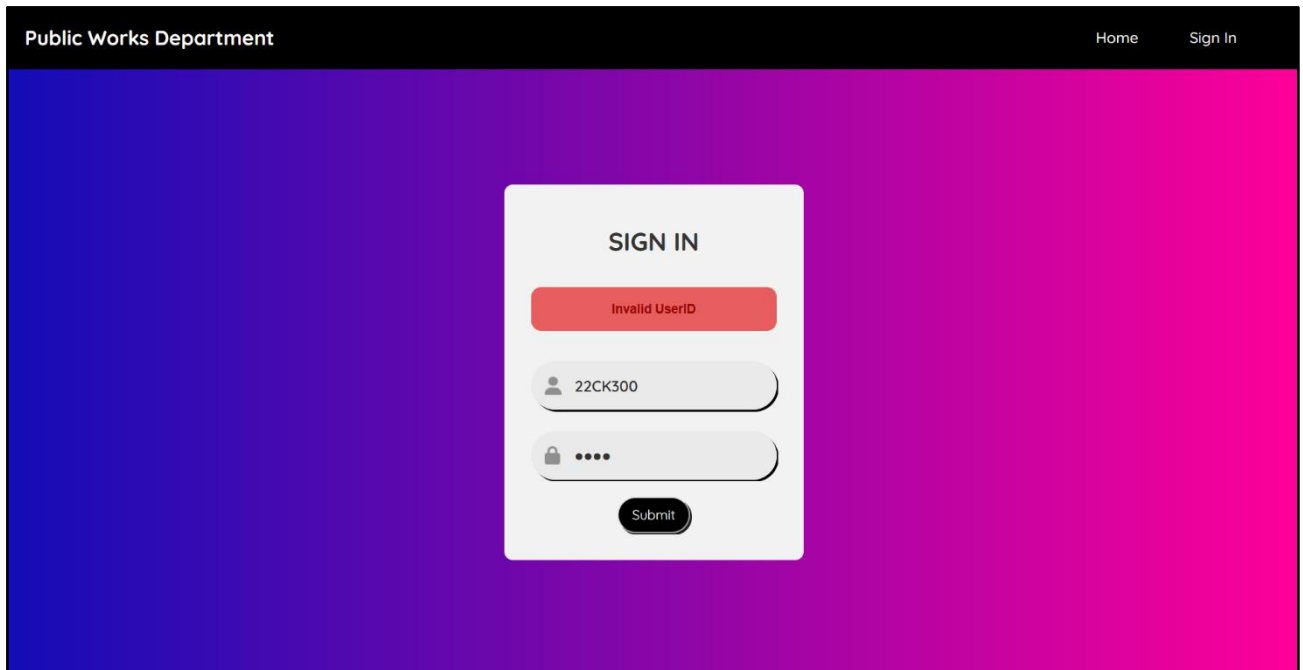 Public Works Department Home Sign In
SIGN IN
Invalid UserID
22CK300
••••
Submit